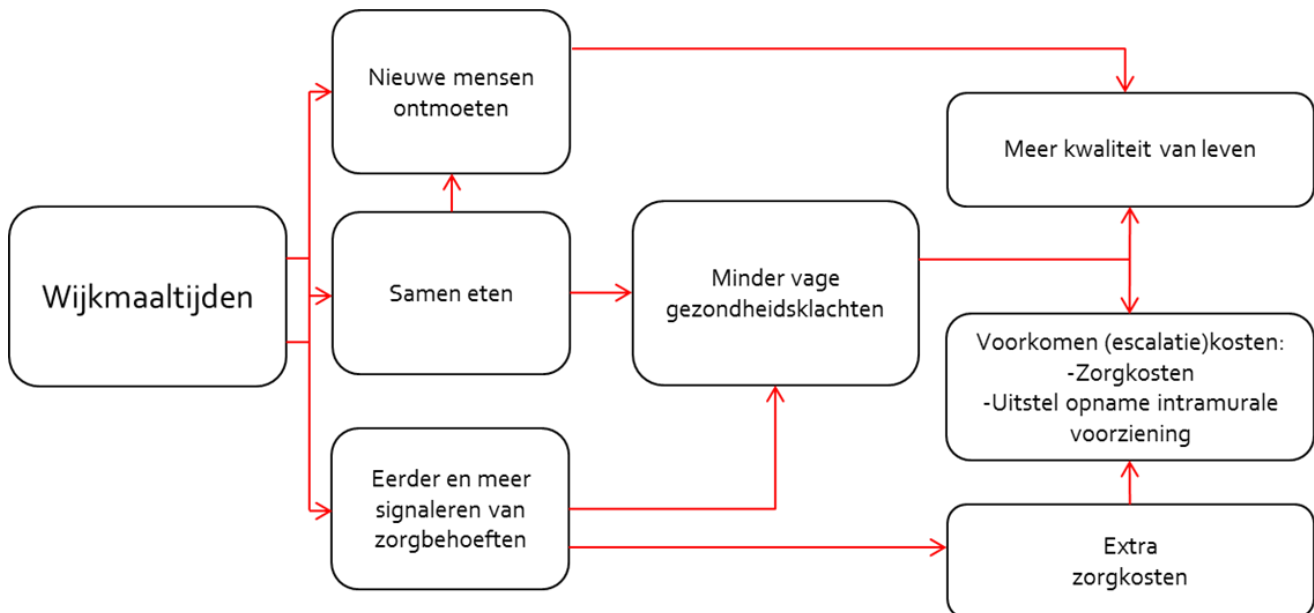 Nieuwe mensen
ontmoeten
Meer kwaliteit van leven
Wijkmaaltijden
Samen eten
Minder vage
gezondheidsklachten
Voorkomen (escalatie)kosten:
-Zorgkosten
-Uitstel opname intramurale
voorziening
Eerder en meer
signaleren van
zorgbehoeften
Extra
zorgkosten